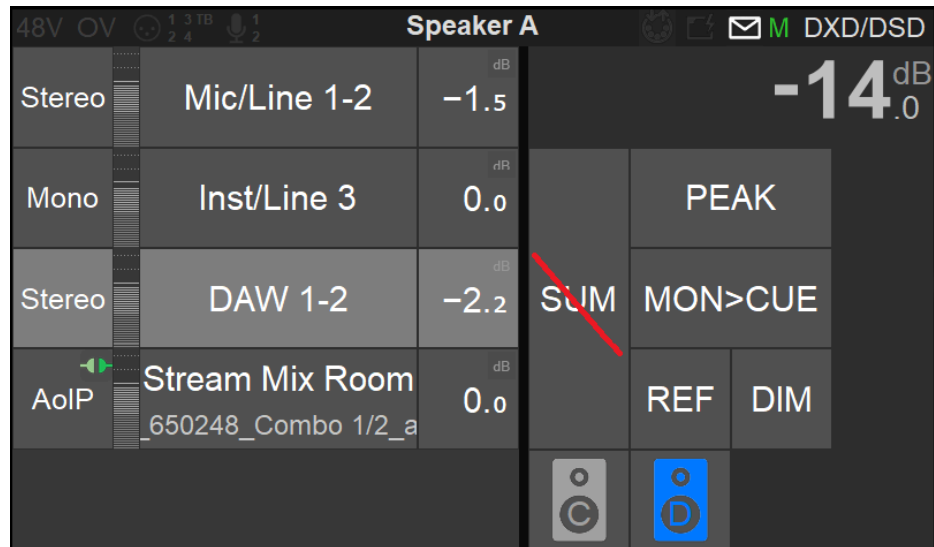 48V OV 1 3 TB 2 4 1 2 Speaker A M DXD/DSD
-14.0 dB
Stereo Mic/Line 1-2 −1.5 dB
Mono Inst/Line 3 0.0 dB
PEAK
Stereo DAW 1-2 −2.2 dB
SUM MON>CUE
AoIP Stream Mix Room 0.0 dB
_650248_Combo 1/2_a
REF DIM
C D